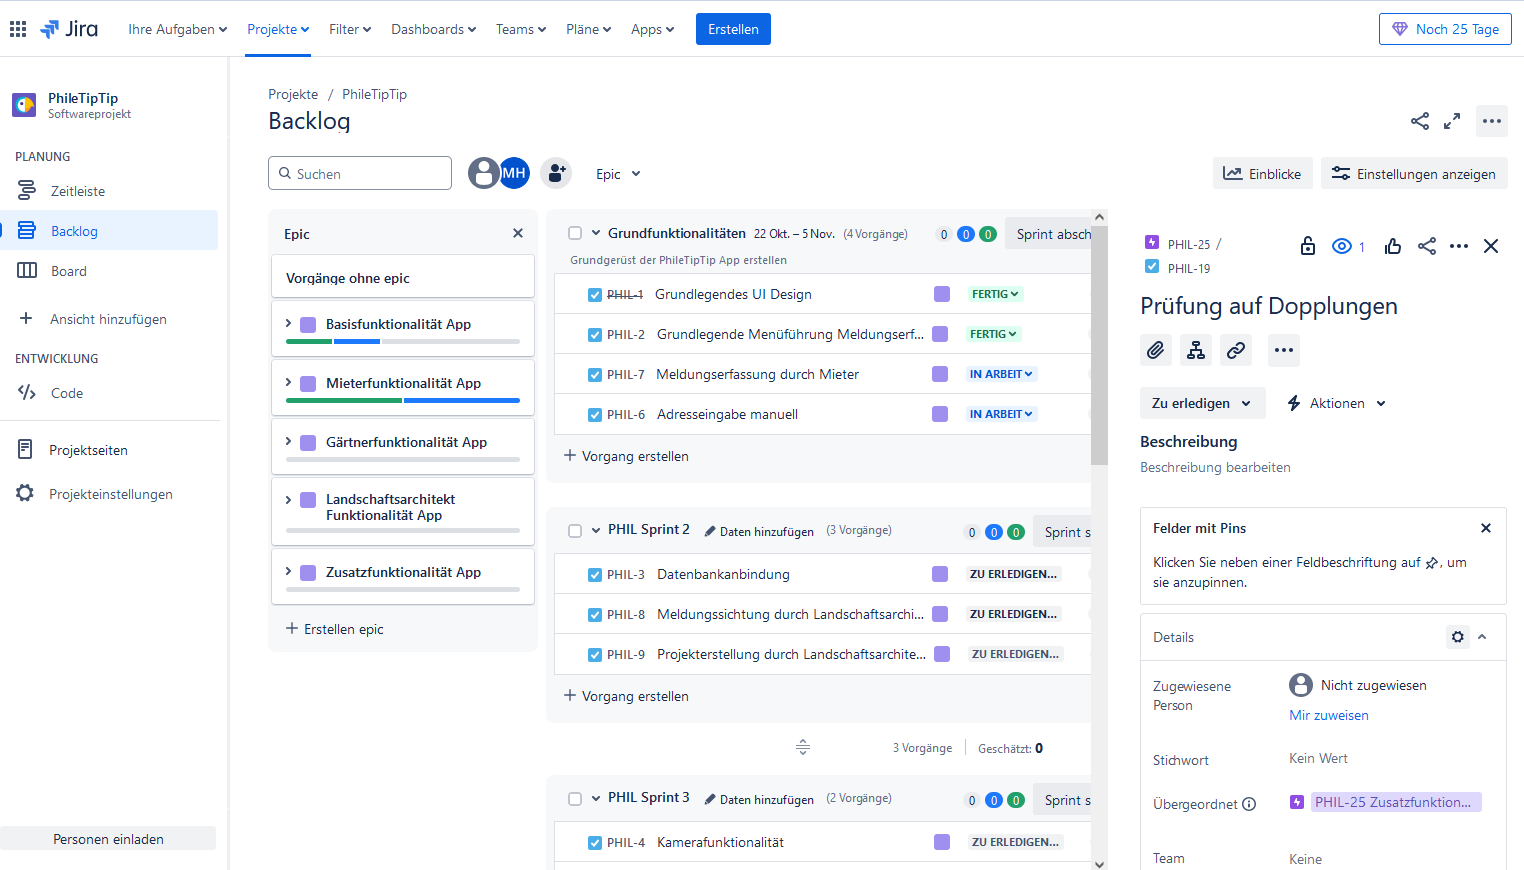 Jira Ihre Aufgaben Projekte Filter Dashboards Teams Pläne Apps Erstellen Noch 25 Tage
PhileTipTip
Softwareprojekt
PLANUNG
Zeitleiste
Backlog
Board
Ansicht hinzufügen
ENTWICKLUNG
Code
Projektseiten
Projekteinstellungen
Personen einladen
Projekte / PhileTipTip
Backlog
Suchen MH Epic Einblicke Einstellungen anzeigen
Epic
Vorgänge ohne epic
Basisfunktionalität App
Mieterfunktionalität App
Gärtnerfunktionalität App
Landschaftsarchitekt
Funktionalität App
Zusatzfunktionalität App
Erstellen epic
Grundfunktionalitäten 22 Okt. – 5 Nov. (4 Vorgänge) 0 0 0 Sprint absch
Grundgerüst der PhileTipTip App erstellen
PHIL-1 Grundlegendes UI Design FERTIG
PHIL-2 Grundlegende Menüführung Meldungserf... FERTIG
PHIL-7 Meldungserfassung durch Mieter IN ARBEIT
PHIL-6 Adresseingabe manuell IN ARBEIT
Vorgang erstellen
PHIL Sprint 2 Daten hinzufügen (3 Vorgänge) 0 0 0 Sprint s
PHIL-3 Datenbankanbindung ZU ERLEDIGEN...
PHIL-8 Meldungssichtung durch Landschaftsarchi... ZU ERLEDIGEN...
PHIL-9 Projekterstellung durch Landschaftsarchite... ZU ERLEDIGEN...
Vorgang erstellen
3 Vorgänge Geschätzt: 0
PHIL Sprint 3 Daten hinzufügen (2 Vorgänge) 0 0 0 Sprint s
PHIL-4 Kamerafunktionalität ZU ERLEDIGEN...
PHIL-25 /
PHIL-19
1
Prüfung auf Dopplungen
Zu erledigen Aktionen
Beschreibung
Beschreibung bearbeiten
Felder mit Pins
Klicken Sie neben einer Feldbeschriftung auf , um
sie anzupinnen.
Details
Zugewiesene
Person
Nicht zugewiesen
Mir zuweisen
Stichwort Kein Wert
Übergeordnet PHIL-25 Zusatzfunktion...
Team Keine